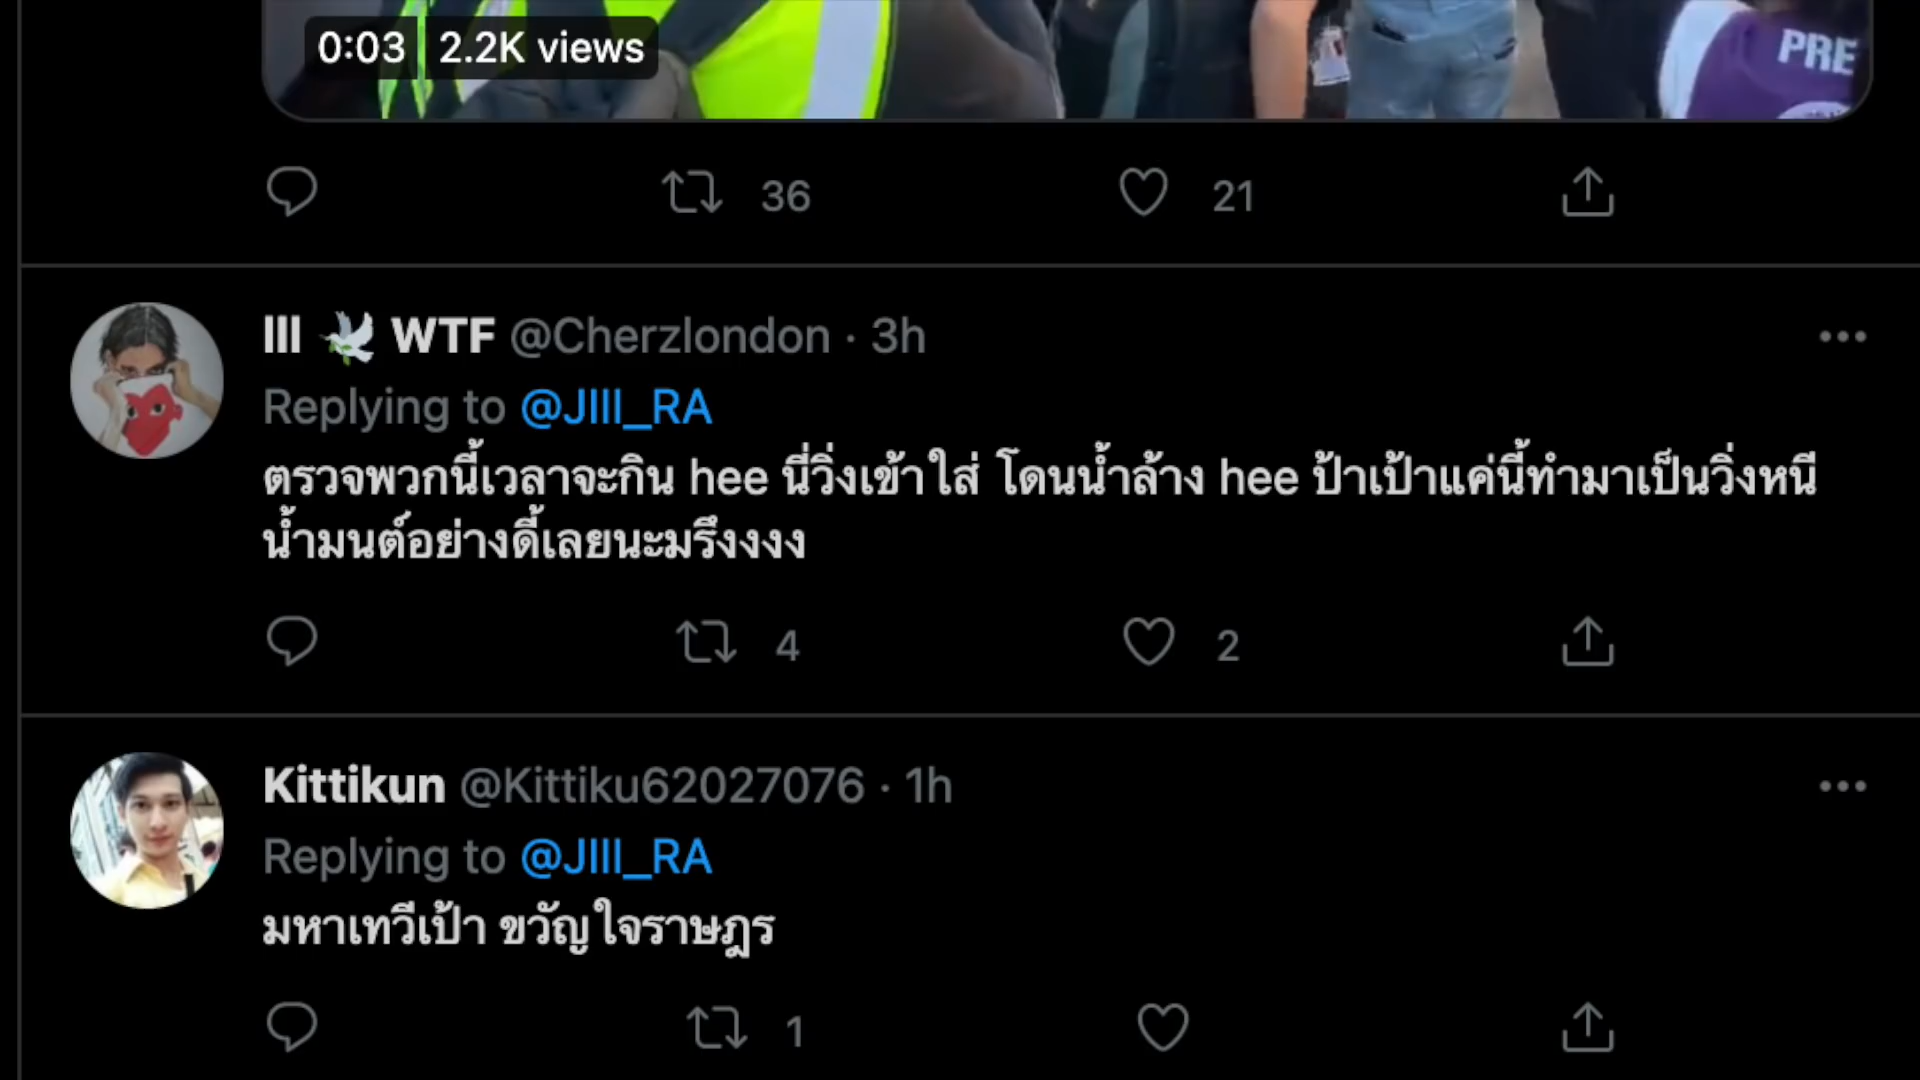 0:03 2.2K views
PRE
36 21
lll 🕊 WTF @Cherzlondon · 3h
Replying to @JIII_RA
ตรวจพวกนี้เวลาจะกิน hee นี่วิ่งเข้าใส่ โดนน้ำล้าง hee ป้าเป้าแค่นี้ทำมาเป็นวิ่งหนี
น้ำมนต์อย่างดี้เลยนะมรึงงงง
4 2
Kittikun @Kittiku62027076 · 1h
Replying to @JIII_RA
มหาเทวีเป้า ขวัญใจราษฎร
1